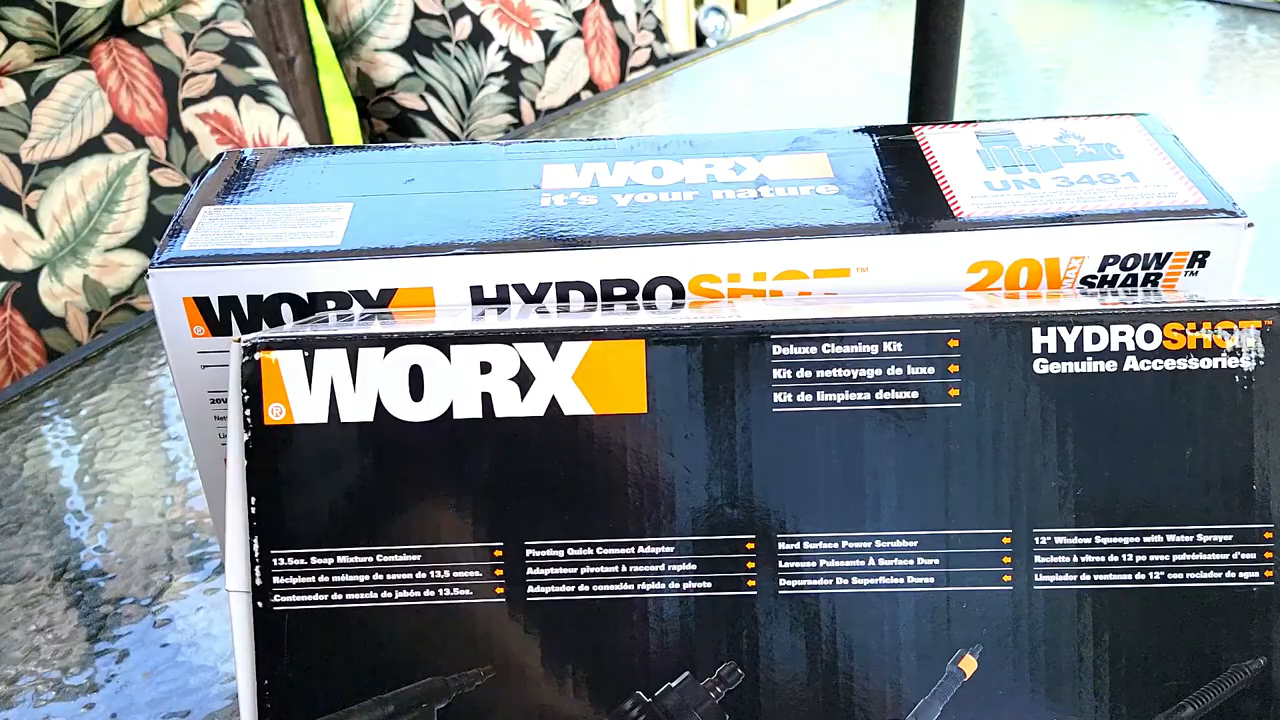 WORX
it's your nature
UN 3481
® WORX
HYDROSHOT™
20V MAX
POWER SHARE™
20V
® WORX
Deluxe Cleaning Kit
Kit de nettoyage de luxe
Kit de limpieza deluxe
HYDROSHOT™
Genuine Accessories
13.5oz. Soap Mixture Container
Récipient de mélange de savon de 13,5 onces.
Contenedor de mezcla de jabón de 13.5oz.
Pivoting Quick Connect Adapter
Adaptateur pivotant à raccord rapide
Adaptador de conexión rápida de pivote
Hard Surface Power Scrubber
Laveuse Puissante À Surface Dure
Depurador De Superficies Duras
12" Window Squeegee with Water Sprayer
Raclette à vitres de 12 po avec pulvérisateur d'eau
Limpiador de ventanas de 12" con rociador de agua